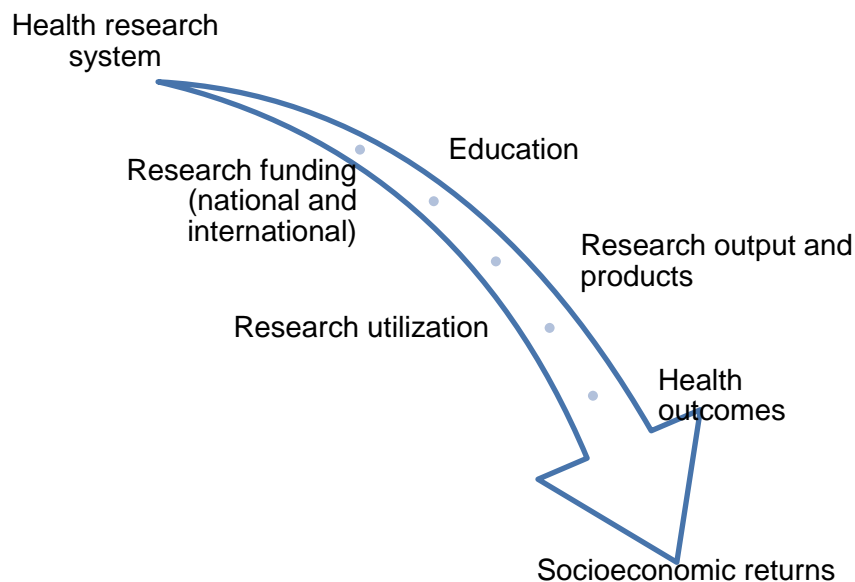 Health research
system
Education
Research funding
(national and
international)
Research output and
products
Research utilization
Health
outcomes
Socioeconomic returns